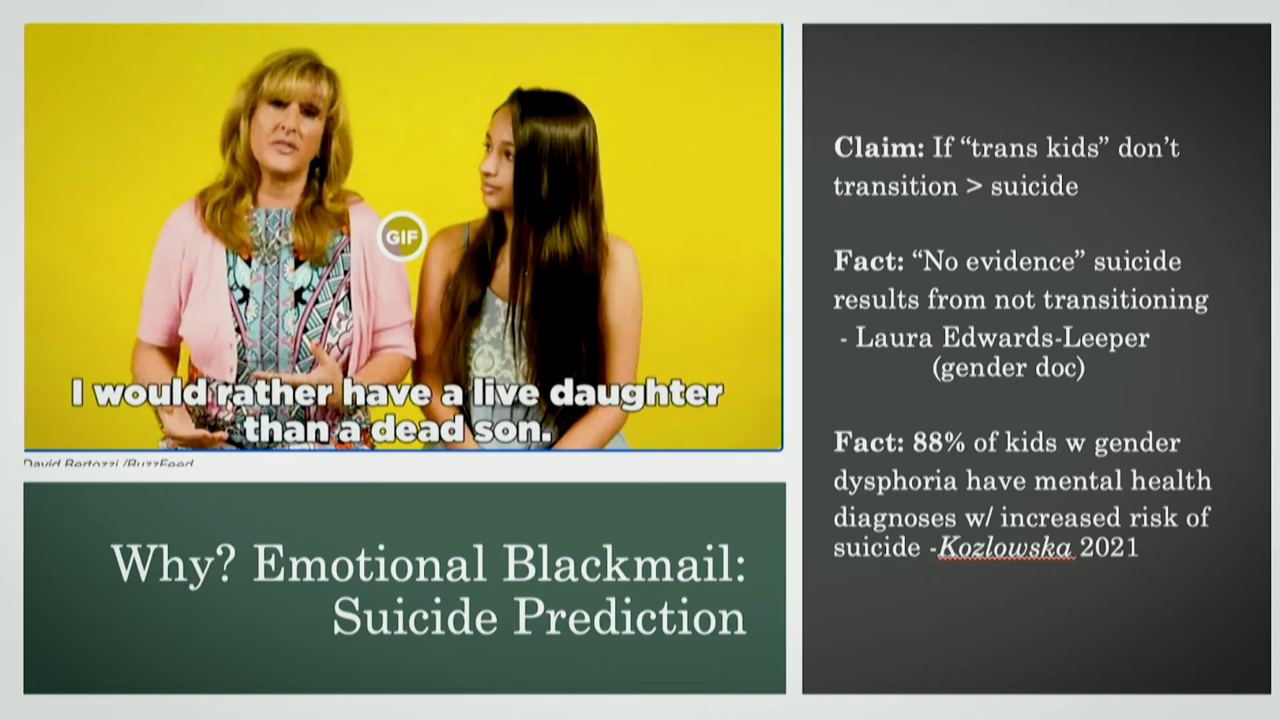 GIF
I would rather have a live daughter
than a dead son.
David Bertozzi /BuzzFeed
Why? Emotional Blackmail:
Suicide Prediction
Claim: If “trans kids” don’t
transition > suicide
Fact: “No evidence” suicide
results from not transitioning
- Laura Edwards-Leeper
(gender doc)
Fact: 88% of kids w gender
dysphoria have mental health
diagnoses w/ increased risk of
suicide -Kozlowska 2021